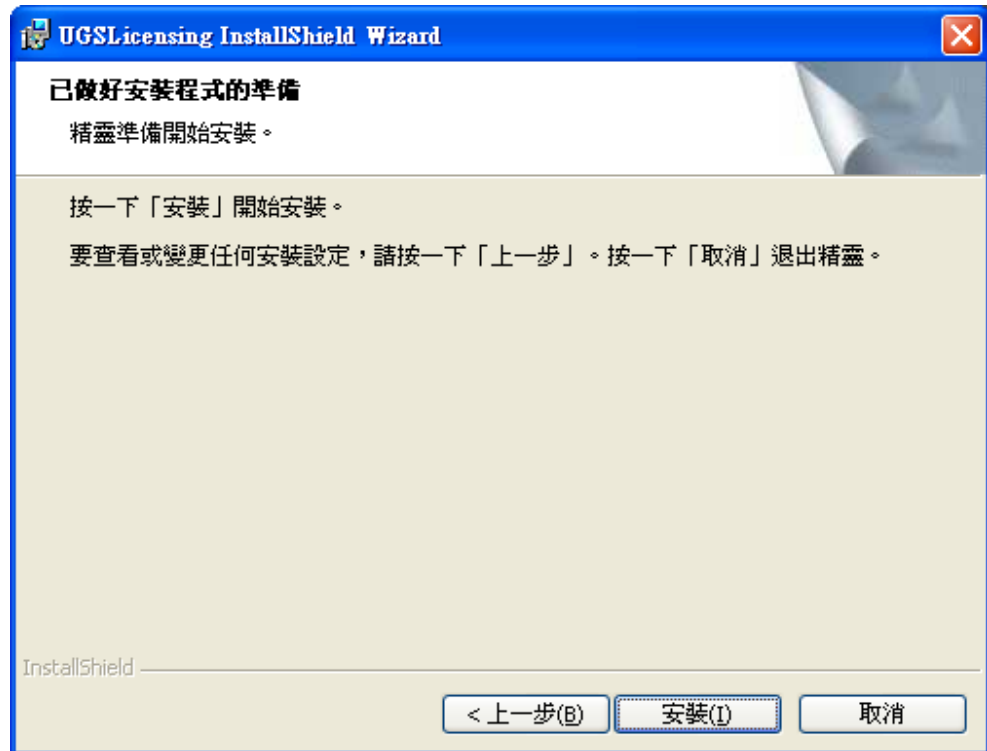 UGSLicensing InstallShield Wizard
已做好安裝程式的準備
精靈準備開始安裝。
按一下「安裝」開始安裝。
要查看或變更任何安裝設定，請按一下「上一步」。按一下「取消」退出精靈。
InstallShield
< 上一步(B) 安裝(I) 取消